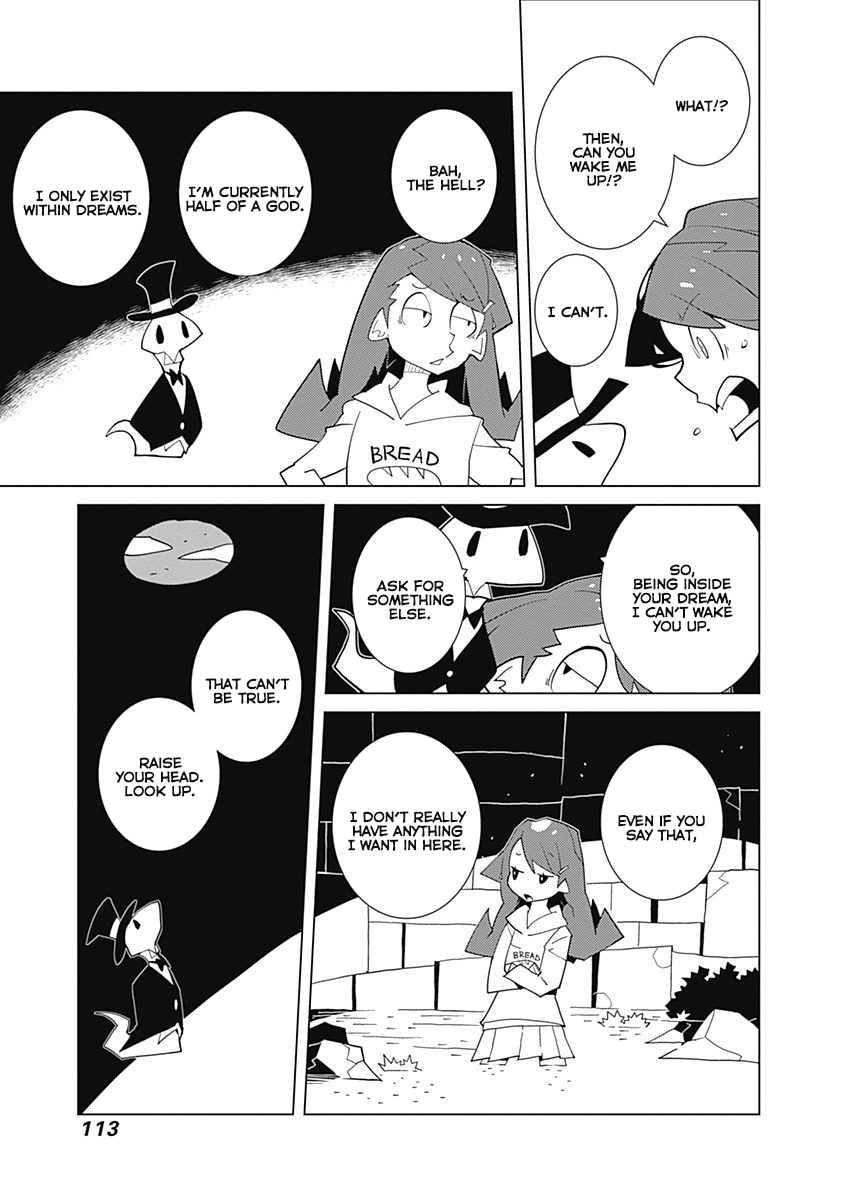 WHAT!?
THEN,
CAN YOU
WAKE ME
UP!?
I CAN'T.
BAH,
THE HELL?
I'M CURRENTLY
HALF OF A GOD.
I ONLY EXIST
WITHIN DREAMS.
BREAD
SO,
BEING INSIDE
YOUR DREAM,
I CAN'T WAKE
YOU UP.
ASK FOR
SOMETHING
ELSE.
EVEN IF YOU
SAY THAT,
I DON'T REALLY
HAVE ANYTHING
I WANT IN HERE.
BREAD
THAT CAN'T
BE TRUE.
RAISE
YOUR HEAD.
LOOK UP.
113